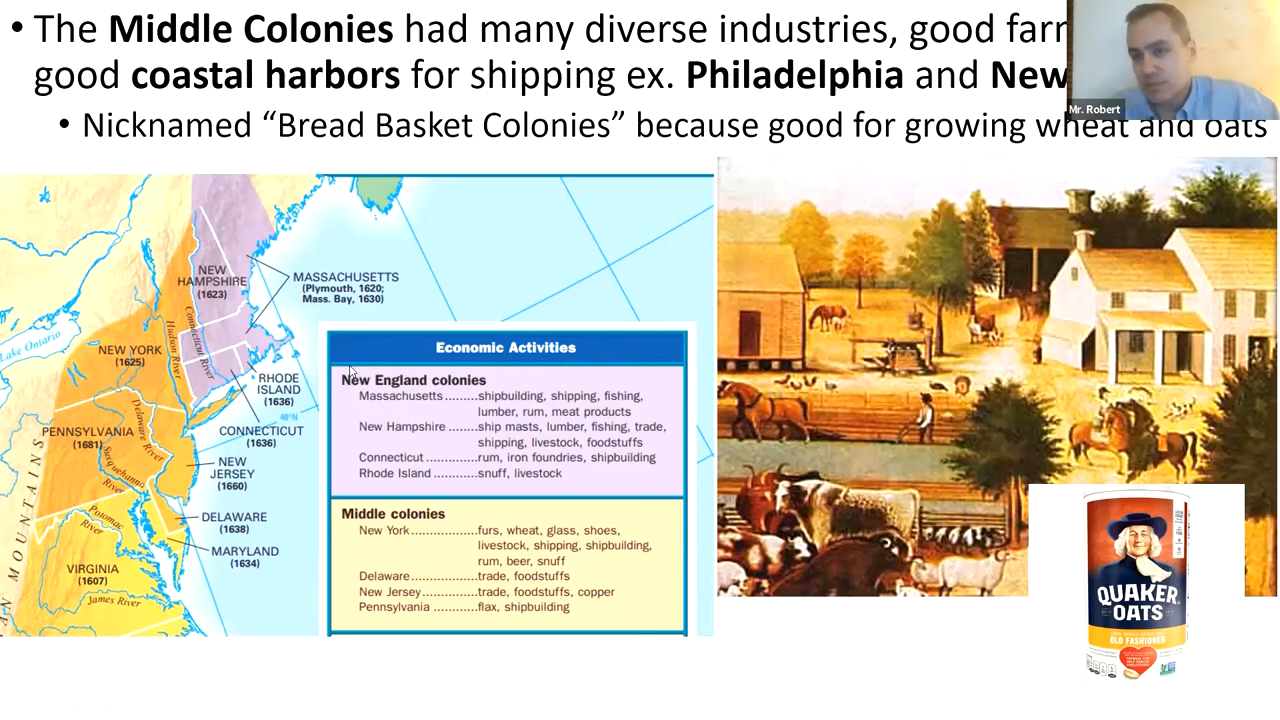 • The Middle Colonies had many diverse industries, good
good coastal harbors for shipping ex. Philadelphia and New
Mr. Robert
• Nicknamed “Bread Basket Colonies” because good for growing wheat and oats
NEW
HAMPSHIRE
(1623)
MASSACHUSETTS
(Plymouth, 1620;
Mass. Bay, 1630)
Lake Ontario
Hudson River
Connecticut River
NEW YORK
(1625)
RHODE
ISLAND
(1636)
40°N
CONNECTICUT
(1636)
PENNSYLVANIA
(1681)
Delaware River
Susquehanna
River
NEW
JERSEY
(1660)
Potomac
River
DELAWARE
(1638)
MARYLAND
(1634)
MOUNTAINS
VIRGINIA
(1607)
James River
Economic Activities
New England colonies
Massachusetts .........shipbuilding, shipping, fishing,
lumber, rum, meat products
New Hampshire .......ship masts, lumber, fishing, trade,
shipping, livestock, foodstuffs
Connecticut .............rum, iron foundries, shipbuilding
Rhode Island ...........snuff, livestock
Middle colonies
New York.................furs, wheat, glass, shoes,
livestock, shipping, shipbuilding,
rum, beer, snuff
Delaware.................trade, foodstuffs
New Jersey..............trade, foodstuffs, copper
Pennsylvania ...........flax, shipbuilding
QUAKER
OATS
OLD FASHIONED